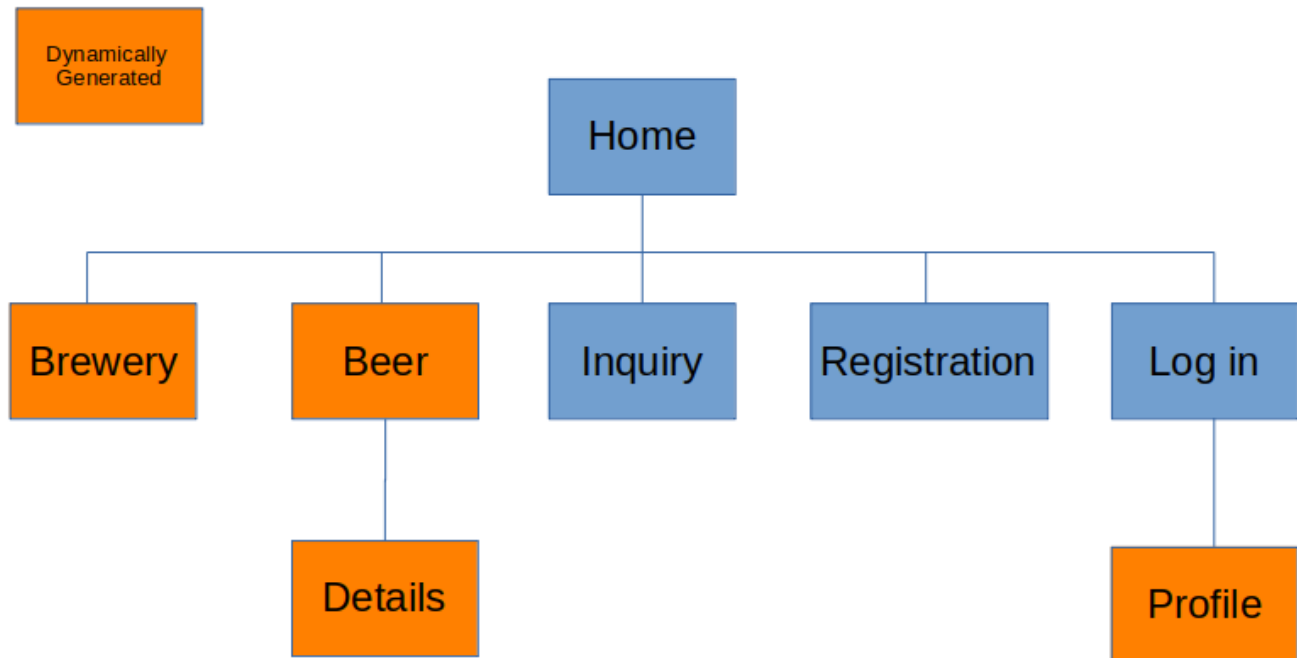 Dynamically
Generated
Home
Brewery
Beer
Inquiry
Registration
Log in
Details
Profile